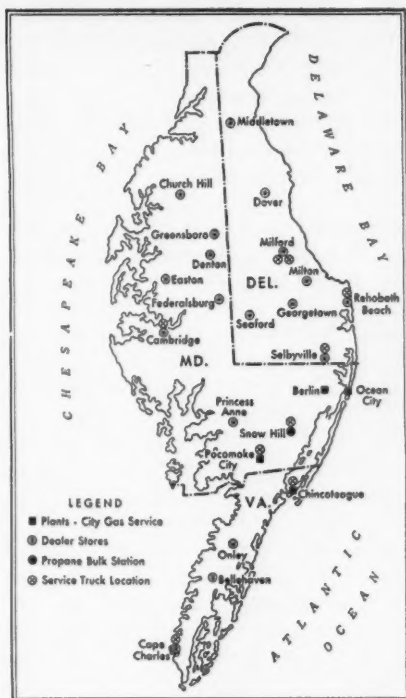 CHESAPEAKE BAY
DELAWARE BAY
Middletown
Church Hill
Dover
Greensboro
Milford
Denton
Milton
DEL.
Easton
Rehoboth
Beach
Federalsburg
Georgetown
Seaford
Cambridge
Selbyville
MD.
Berlin
Ocean
City
Princess
Anne
Snow Hill
Pocomoke
City
Chincoteague
VA.
LEGEND
Plants - City Gas Service
Dealer Stores
Propane Bulk Station
Service Truck Location
Onley
Bellehaven
Cape
Charles
ATLANTIC
OCEAN